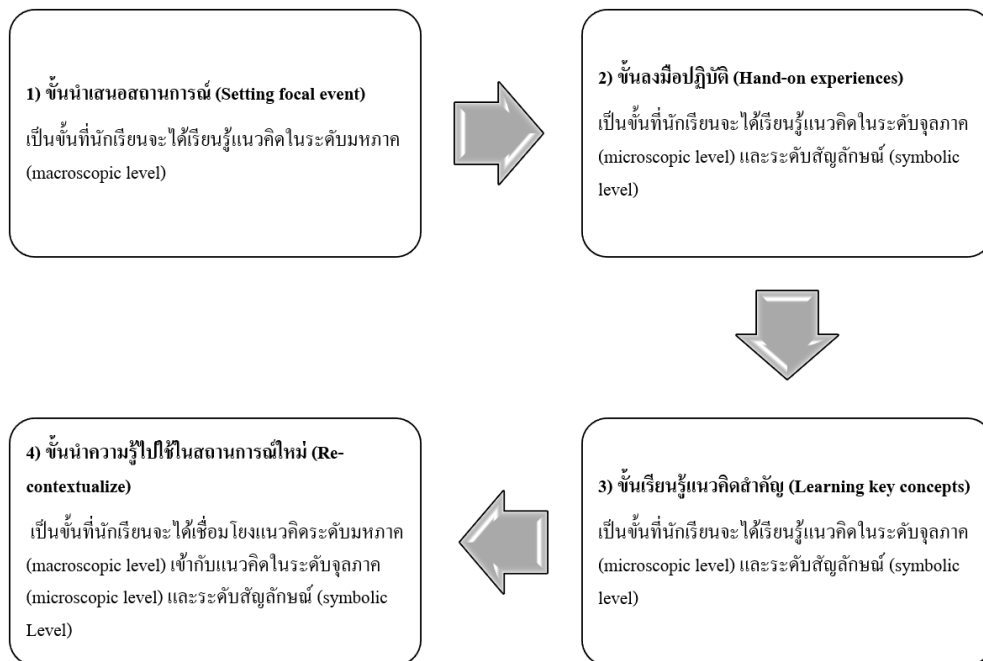 1) ขั้นนำเสนอสถานการณ์ (Setting focal event)
เป็นขั้นที่นักเรียนจะได้เรียนรู้แนวคิดในระดับมหภาค
(macroscopic level)
2) ขั้นลงมือปฏิบัติ (Hand-on experiences)
เป็นขั้นที่นักเรียนจะได้เรียนรู้แนวคิดในระดับจุลภาค
(microscopic level) และระดับสัญลักษณ์ (symbolic
level)
3) ขั้นเรียนรู้แนวคิดสำคัญ (Learning key concepts)
เป็นขั้นที่นักเรียนจะได้เรียนรู้แนวคิดในระดับจุลภาค
(microscopic level) และระดับสัญลักษณ์ (symbolic
level)
4) ขั้นนำความรู้ไปใช้ในสถานการณ์ใหม่ (Re-
contextualize)
เป็นขั้นที่นักเรียนจะได้เชื่อมโยงแนวคิดระดับมหภาค
(macroscopic level) เข้ากับแนวคิดในระดับจุลภาค
(microscopic level) และระดับสัญลักษณ์ (symbolic
Level)